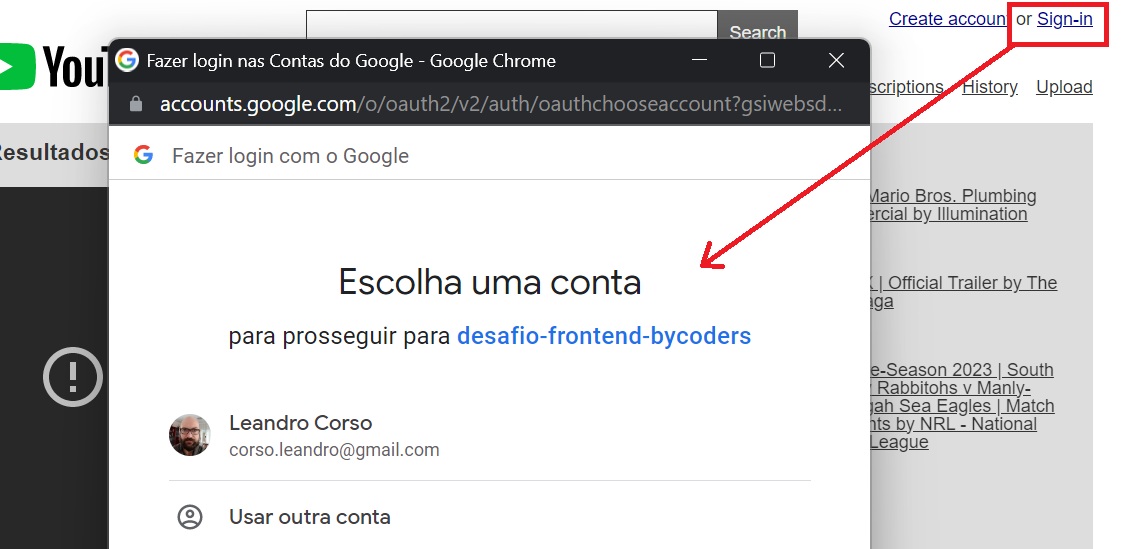 Search
Create account or Sign-in
You
Fazer login nas Contas do Google - Google Chrome
accounts.google.com/o/oauth2/v2/auth/oauthchooseaccount?gsiwebsd...
scriptions History Upload
Resultados
Fazer login com o Google
Mario Bros. Plumbing
ercial by Illumination
Escolha uma conta
X | Official Trailer by The
aga
para prosseguir para desafio-frontend-bycoders
e-Season 2023 | South
Rabbitohs v Manly-
gah Sea Eagles | Match
nts by NRL - National
League
Leandro Corso
corso.leandro@gmail.com
Usar outra conta